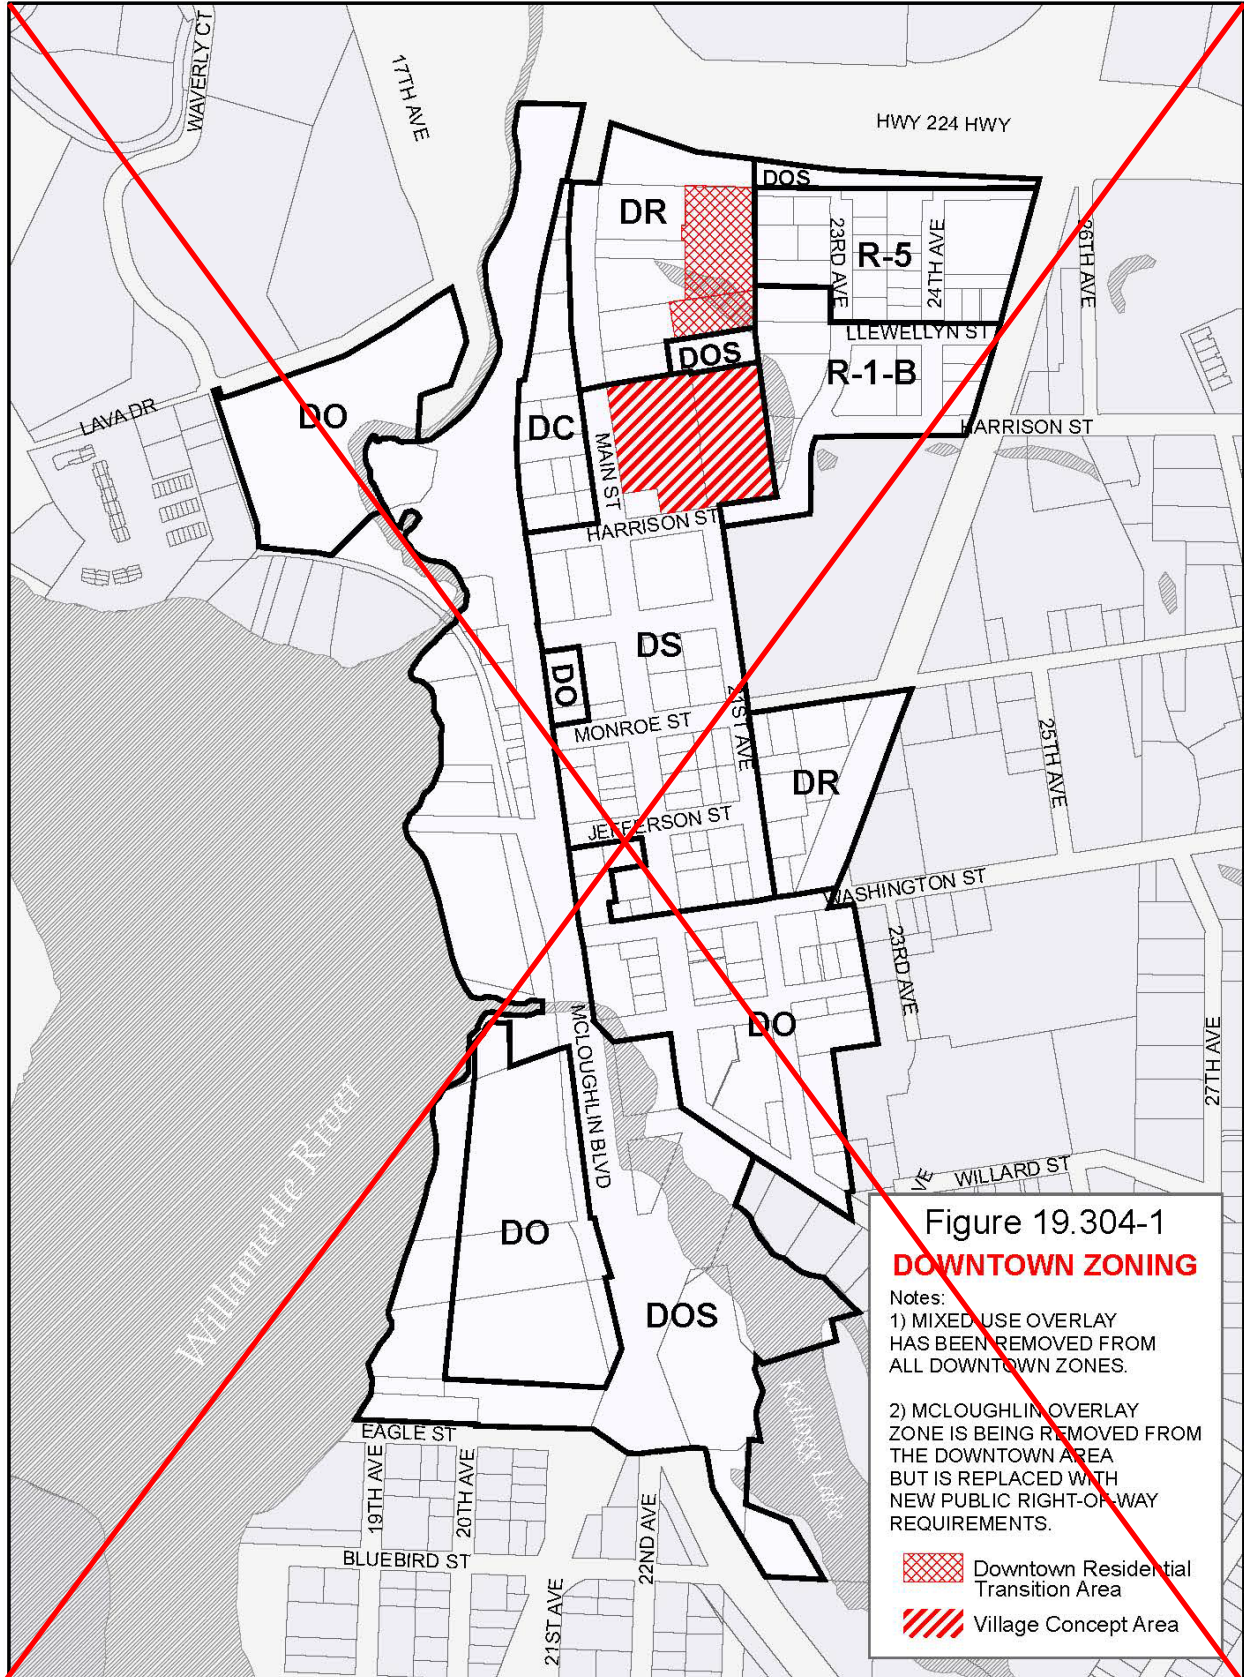 WAVERLY CT
17TH AVE
HWY 224 HWY
DOS
DR
23RD AVE
R-5
24TH AVE
26TH AVE
LLEWELLYN ST
DOS
R-1-B
LAVA DR
DO
DC
MAIN ST
HARRISON ST
HARRISON ST
DS
DO
21ST AVE
MONROE ST
25TH AVE
DR
JEFFERSON ST
WASHINGTON ST
23RD AVE
DO
MCLOUGHLIN BLVD
27TH AVE
Willamette River
WILLARD ST
VE
DO
DOS
Kellogg Lake
EAGLE ST
19TH AVE
20TH AVE
22ND AVE
BLUEBIRD ST
21ST AVE
Figure 19.304-1
DOWNTOWN ZONING
Notes:
1) MIXED USE OVERLAY
HAS BEEN REMOVED FROM
ALL DOWNTOWN ZONES.
2) MCLOUGHLIN OVERLAY
ZONE IS BEING REMOVED FROM
THE DOWNTOWN AREA
BUT IS REPLACED WITH
NEW PUBLIC RIGHT-OF-WAY
REQUIREMENTS.
Downtown Residential
Transition Area
Village Concept Area